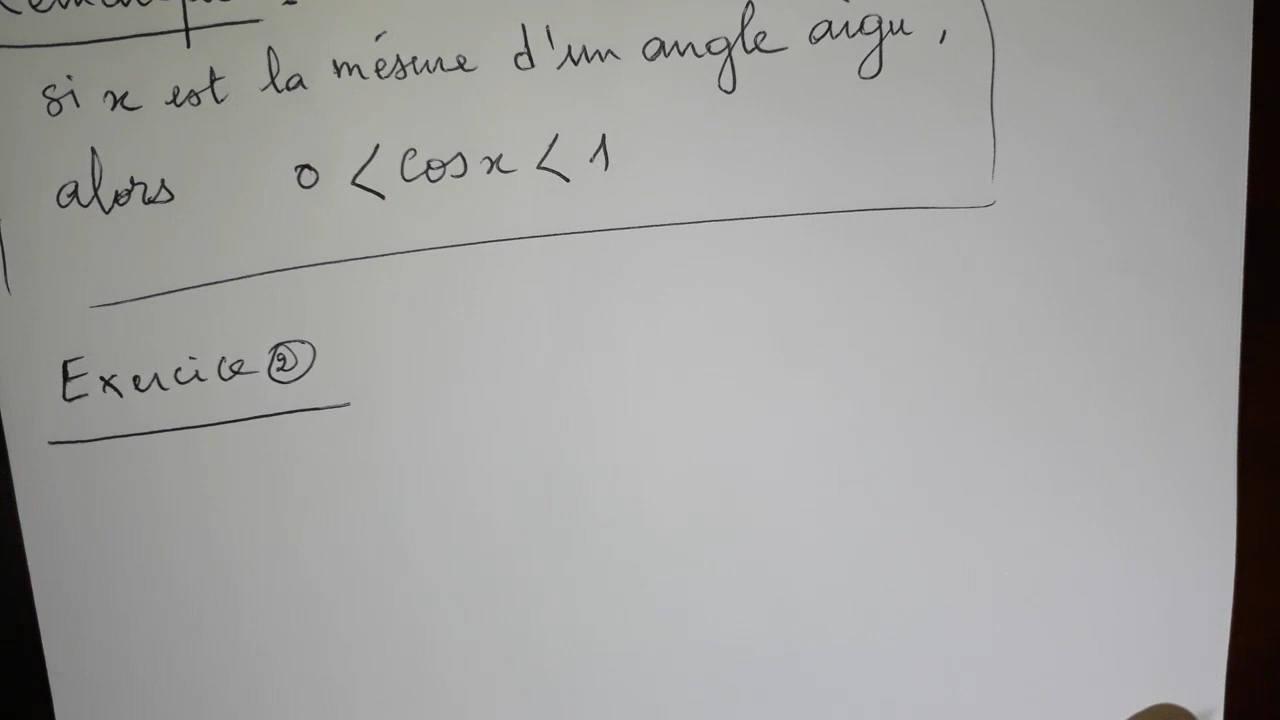 si x est la mésure d'un angle aigu,
alors 0 < cos x < 1
Exercice ②